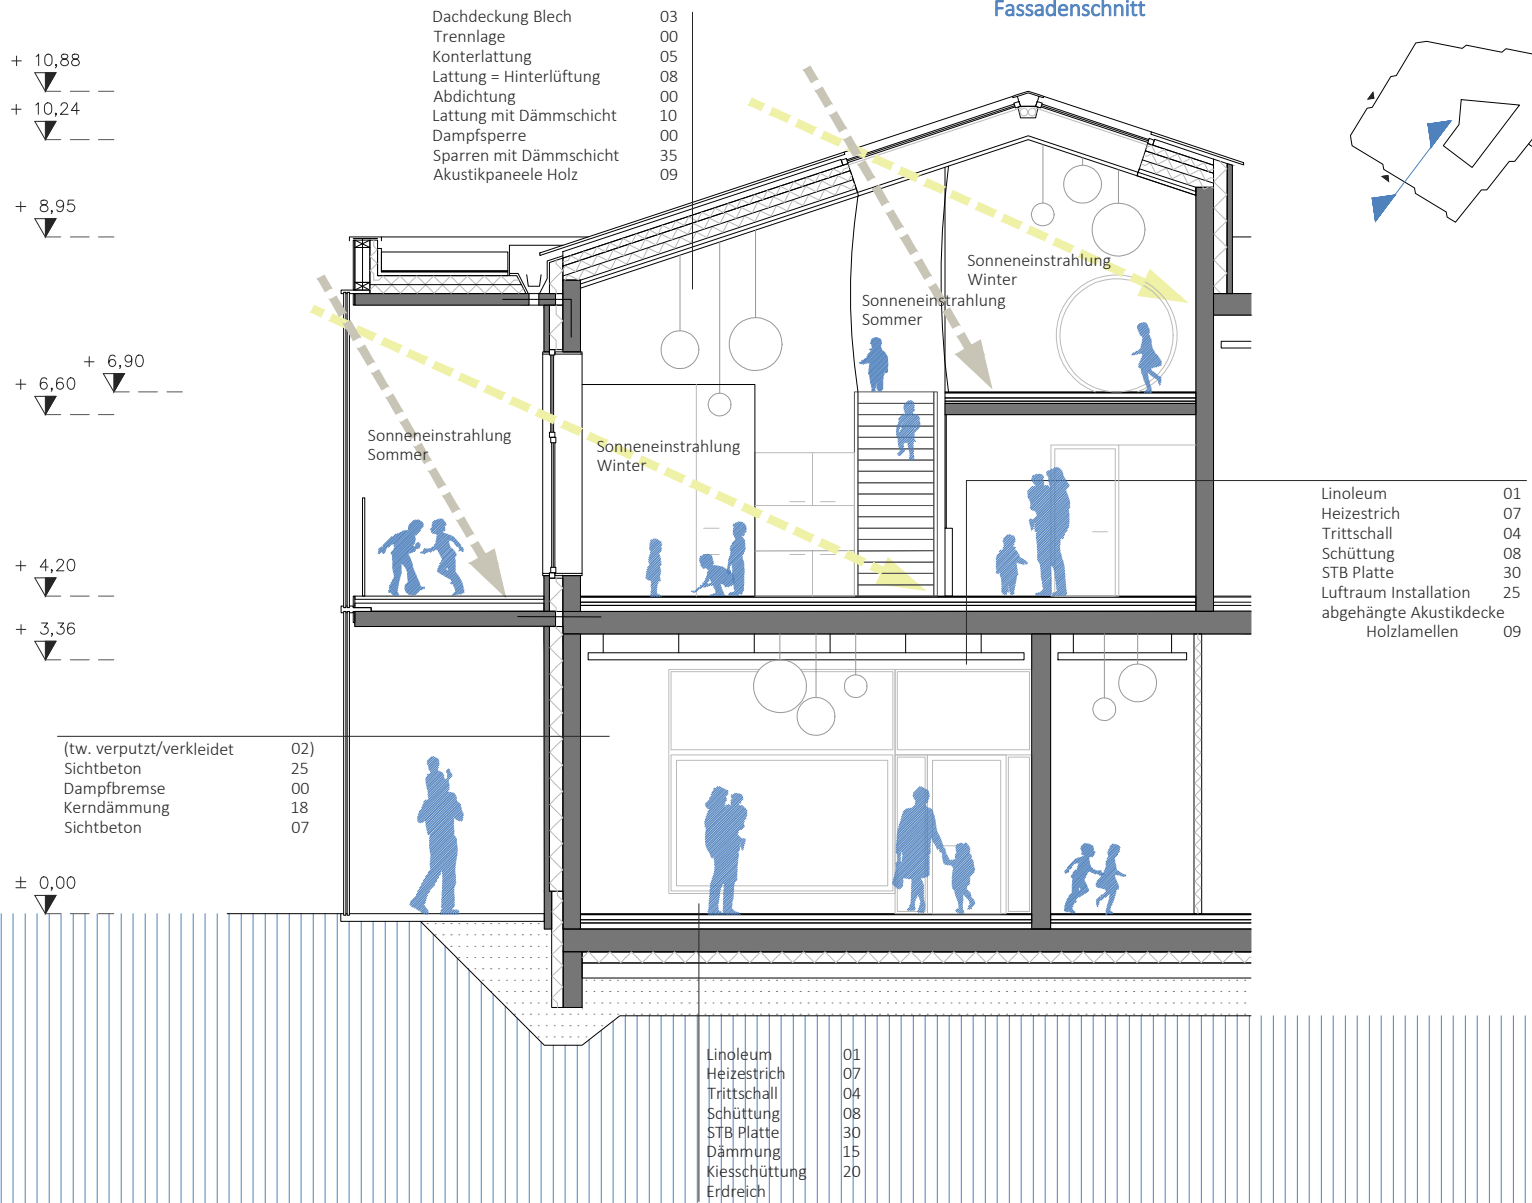 Fassadenschnitt
Dachdeckung Blech 03
Trennlage 00
Konterlattung 05
Lattung = Hinterlüftung 08
Abdichtung 00
Lattung mit Dämmschicht 10
Dampfsperre 00
Sparren mit Dämmschicht 35
Akustikpaneele Holz 09
+ 10,88
+ 10,24
+ 8,95
+ 6,90
+ 6,60
+ 4,20
+ 3,36
± 0,00
Sonneneinstrahlung
Winter
Sonneneinstrahlung
Sommer
Sonneneinstrahlung
Sommer
Sonneneinstrahlung
Winter
Linoleum 01
Heizestrich 07
Trittschall 04
Schüttung 08
STB Platte 30
Luftraum Installation 25
abgehängte Akustikdecke
Holzlamellen 09
(tw. verputzt/verkleidet 02)
Sichtbeton 25
Dampfbremse 00
Kerndämmung 18
Sichtbeton 07
Linoleum 01
Heizestrich 07
Trittschall 04
Schüttung 08
STB Platte 30
Dämmung 15
Kiesschüttung 20
Erdreich